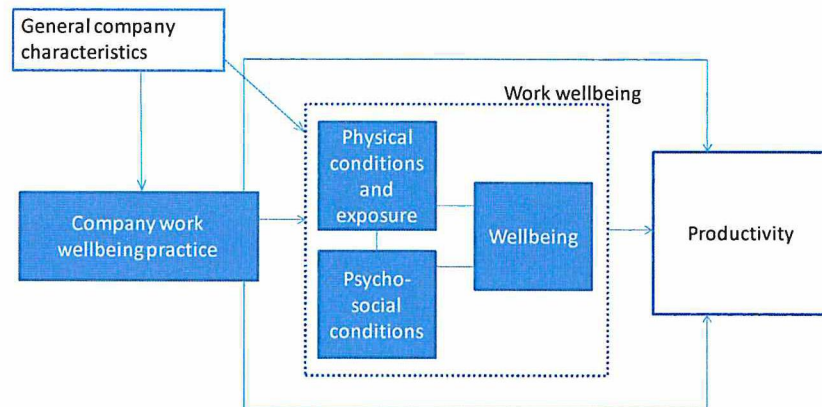 General company
characteristics
Work wellbeing
Physical
conditions
and
exposure
Company work
wellbeing practice
Wellbeing
Productivity
Psycho-
social
conditions